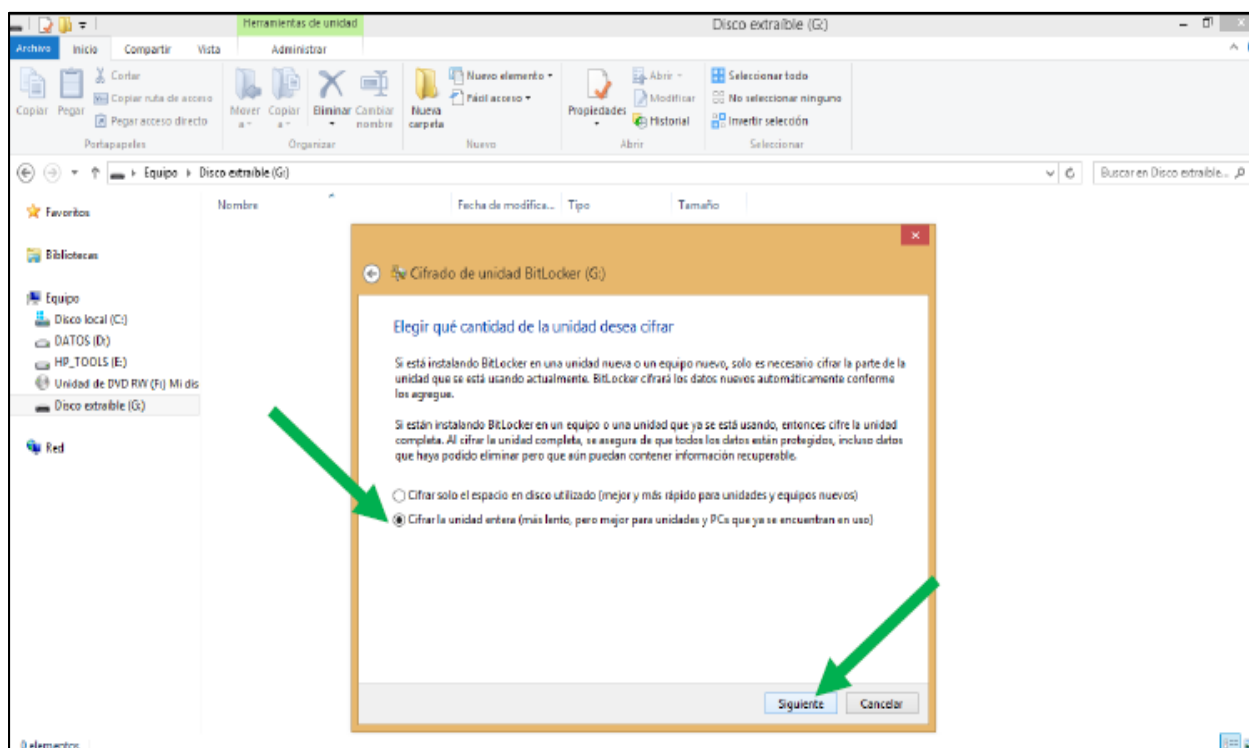 Herramientas de unidad
Disco extraíble (G:)
Archivo Inicio Compartir Vista Administrar
Copiar
Pegar
Cortar
Copiar ruta de acceso
Pegar acceso directo
Portapapeles
Mover a
Copiar a
Eliminar
Cambiar nombre
Organizar
Nueva carpeta
Nuevo elemento
Fácil acceso
Nuevo
Propiedades
Abrir
Modificar
Historial
Abrir
Seleccionar todo
No seleccionar ninguno
Invertir selección
Seleccionar
Equipo Disco extraíble (G:)
Buscar en Disco extraíble...
Nombre Fecha de modifica... Tipo Tamaño
Favoritos
Bibliotecas
Equipo
Disco local (C:)
DATOS (D:)
HP_TOOLS (E:)
Unidad de DVD RW (F:) Mi dis
Disco extraíble (G:)
Red
Cifrado de unidad BitLocker (G:)
Elegir qué cantidad de la unidad desea cifrar
Si está instalando BitLocker en una unidad nueva o un equipo nuevo, solo es necesario cifrar la parte de la
unidad que se está usando actualmente. BitLocker cifrará los datos nuevos automáticamente conforme
los agregue.
Si están instalando BitLocker en un equipo o una unidad que ya se está usando, entonces cifre la unidad
completa. Al cifrar la unidad completa, se asegura de que todos los datos están protegidos, incluso datos
que haya podido eliminar pero que aún puedan contener información recuperable.
Cifrar solo el espacio en disco utilizado (mejor y más rápido para unidades y equipos nuevos)
Cifrar la unidad entera (más lento, pero mejor para unidades y PCs que ya se encuentran en uso)
Siguiente Cancelar
0 elementos